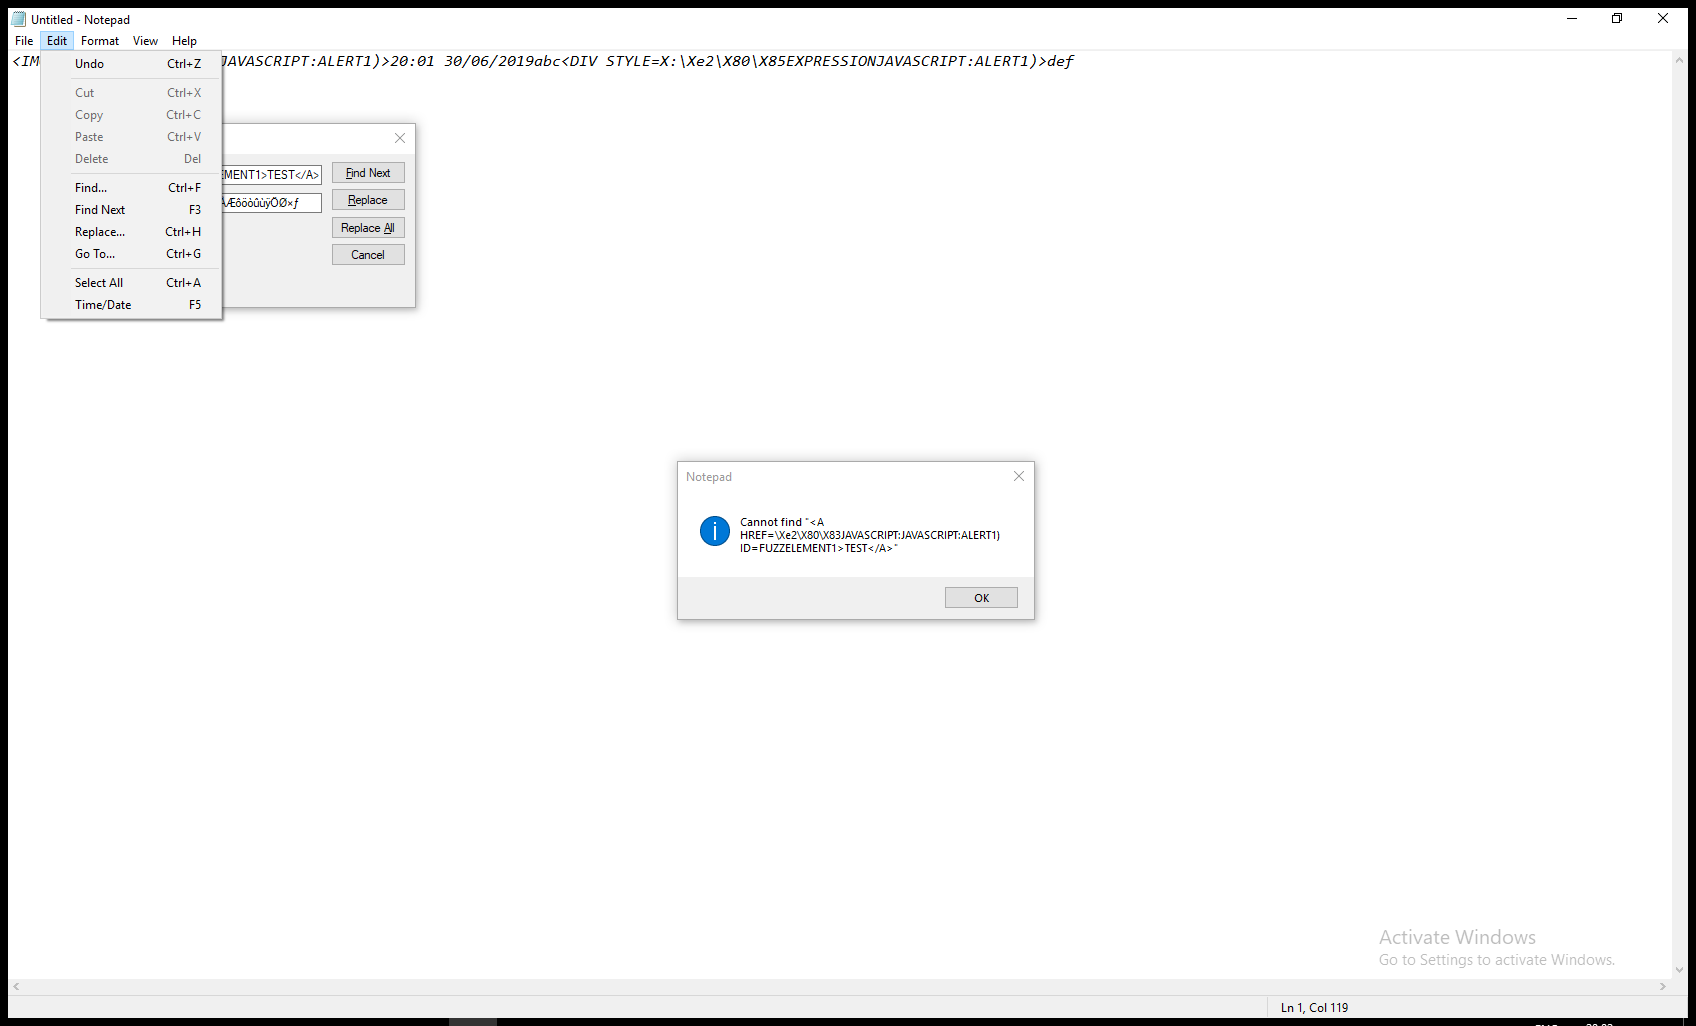 Untitled - Notepad
File Edit Format View Help
<IM JAVASCRIPT:ALERT1)>20:01 30/06/2019abc<DIV STYLE=X:\Xe2\X80\X85EXPRESSIONJAVASCRIPT:ALERT1)>def
Undo Ctrl+Z
Cut Ctrl+X
Copy Ctrl+C
Paste Ctrl+V
Delete Del
Find... Ctrl+F
Find Next F3
Replace... Ctrl+H
Go To... Ctrl+G
Select All Ctrl+A
Time/Date F5
EMENT1>TEST</A> Find Next
ÆôöòûùÿÖØ×ƒ Replace
Replace All
Cancel
Notepad
Cannot find "<A
HREF=\Xe2\X80\X83JAVASCRIPT:JAVASCRIPT:ALERT1)
ID=FUZZELEMENT1>TEST</A>"
OK
Activate Windows
Go to Settings to activate Windows.
Ln 1, Col 119